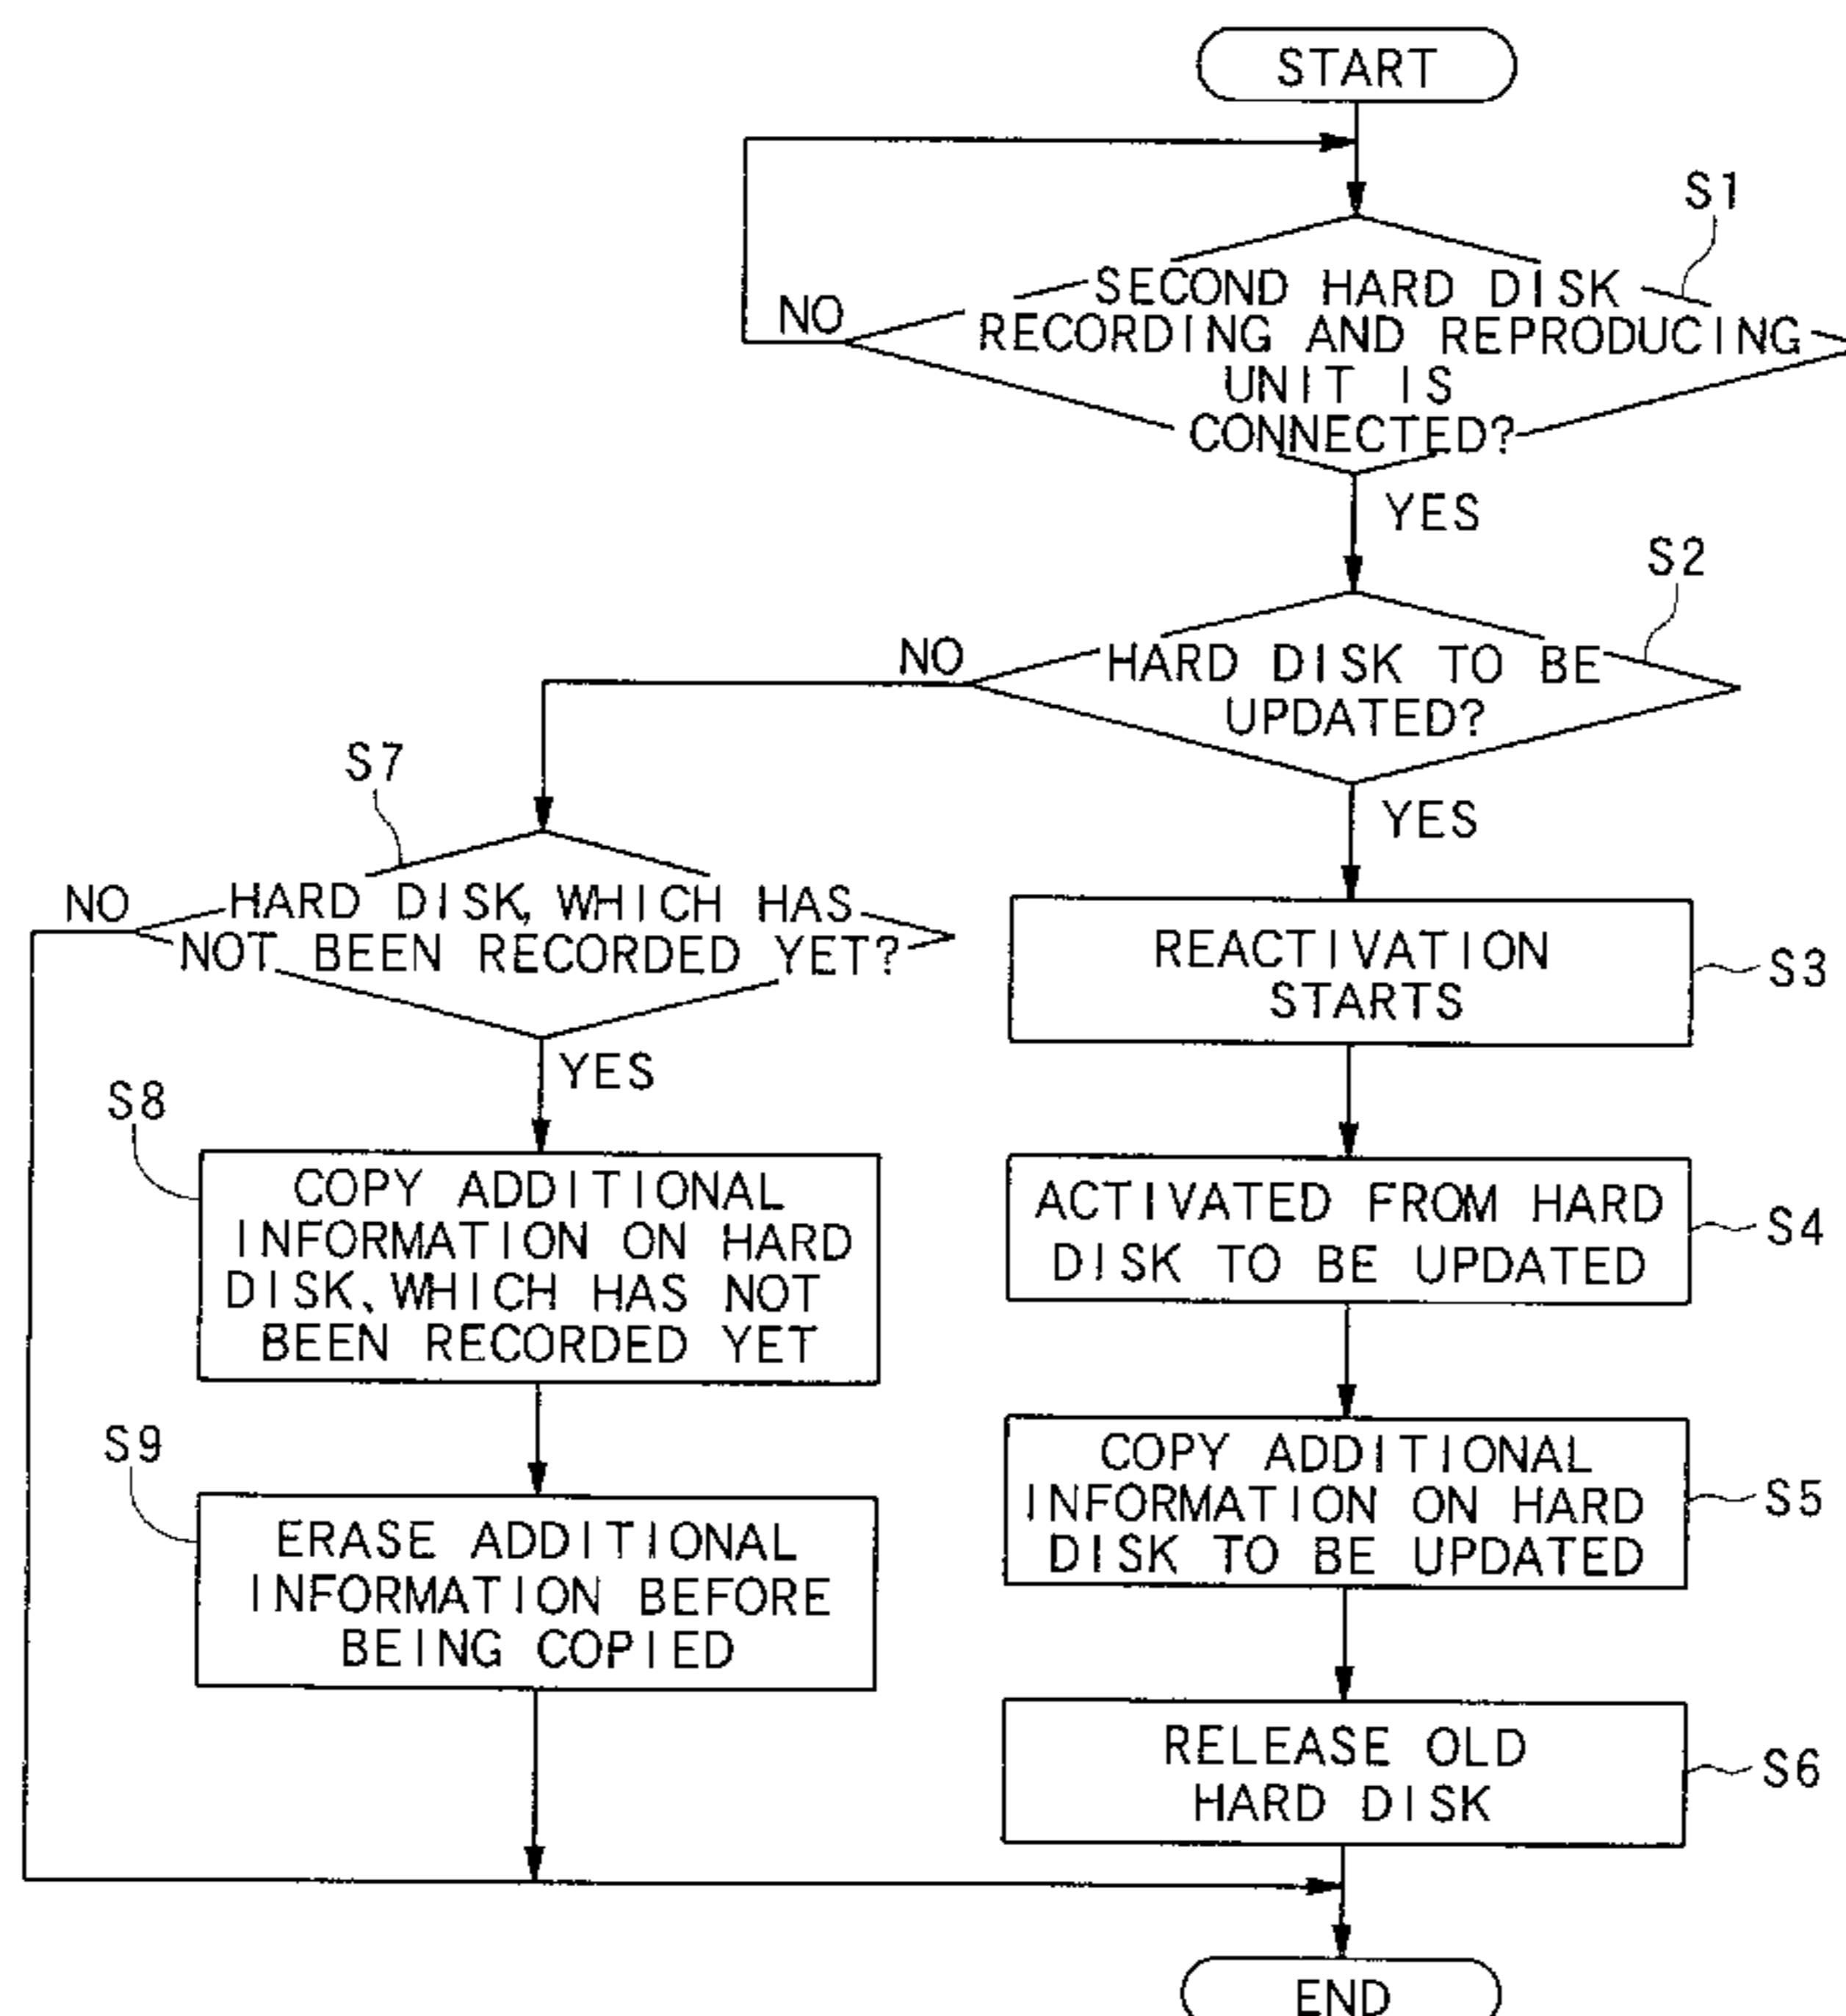 START
S1
NO
SECOND HARD DISK
RECORDING AND REPRODUCING
UNIT IS
CONNECTED?
YES
S2
NO
HARD DISK TO BE
UPDATED?
YES
S7
NO
HARD DISK, WHICH HAS
NOT BEEN RECORDED YET?
YES
REACTIVATION
STARTS
S3
S8
COPY ADDITIONAL
INFORMATION ON HARD
DISK, WHICH HAS NOT
BEEN RECORDED YET
ACTIVATED FROM HARD
DISK TO BE UPDATED
S4
S9
ERASE ADDITIONAL
INFORMATION BEFORE
BEING COPIED
COPY ADDITIONAL
INFORMATION ON HARD
DISK TO BE UPDATED
S5
RELEASE OLD
HARD DISK
S6
END